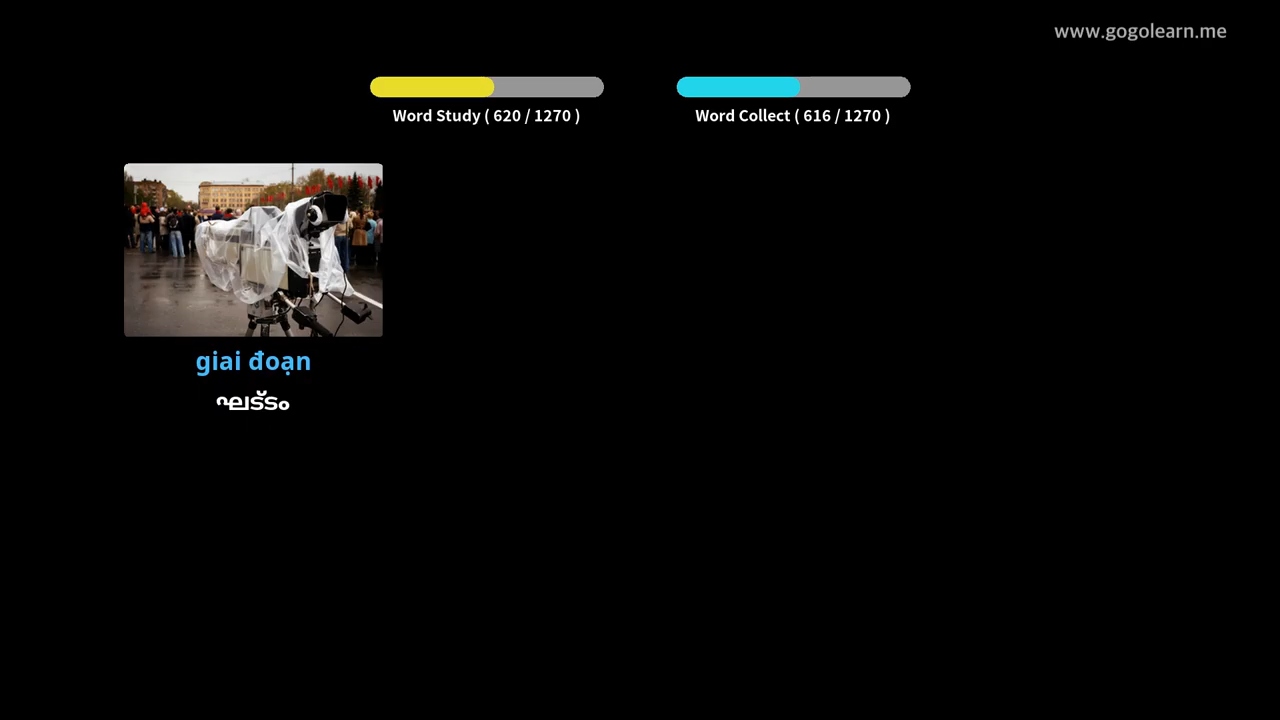 www.gogolearn.me
Word Study ( 620 / 1270 )
Word Collect ( 616 / 1270 )
giai đoạn
ഘട്ടം